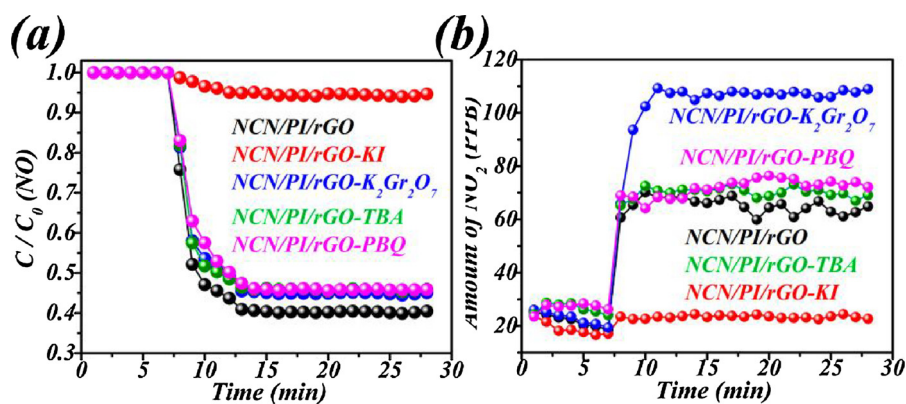 (a)
(b)
1.0
0.9
0.8
0.7
0.6
0.5
0.4
0.3
C / C₀ (NO)
NCN/PI/rGO
NCN/PI/rGO-KI
NCN/PI/rGO-K₂Gr₂O₇
NCN/PI/rGO-TBA
NCN/PI/rGO-PBQ
0 5 10 15 20 25 30
Time (min)
120
100
80
60
40
20
Amount of NO₂ (PPB)
NCN/PI/rGO-K₂Gr₂O₇
NCN/PI/rGO-PBQ
NCN/PI/rGO
NCN/PI/rGO-TBA
NCN/PI/rGO-KI
0 5 10 15 20 25 30
Time (min)